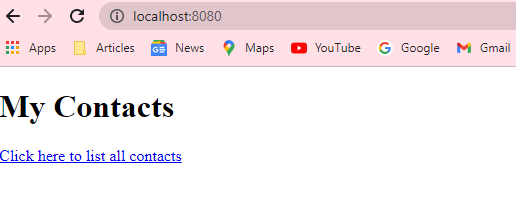 localhost:8080
Apps Articles News Maps YouTube Google Gmail
My Contacts
Click here to list all contacts